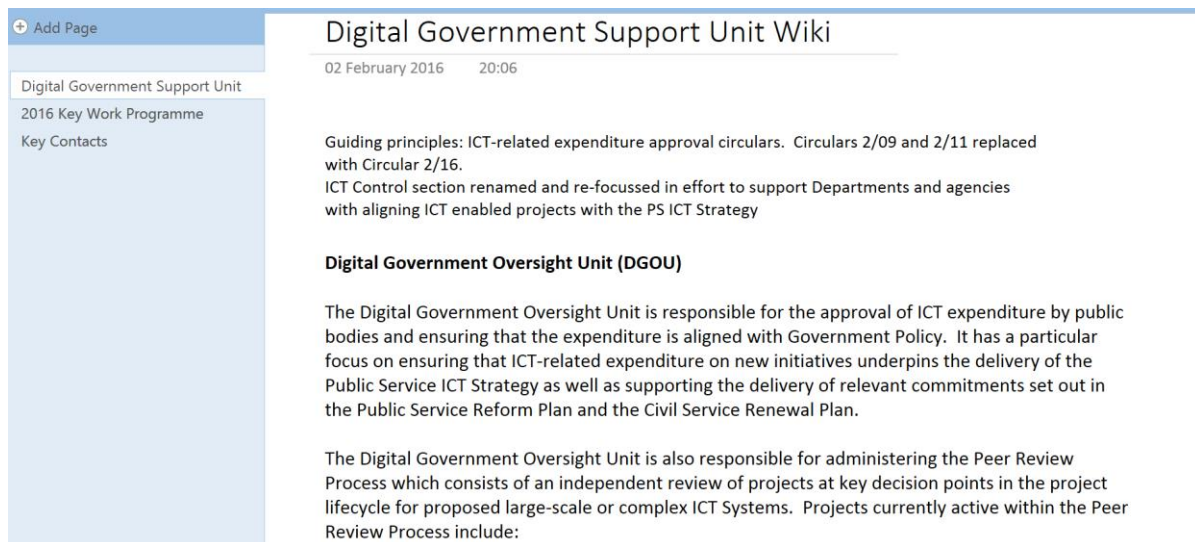 Add Page
Digital Government Support Unit
2016 Key Work Programme
Key Contacts
Digital Government Support Unit Wiki
02 February 2016 20:06
Guiding principles: ICT-related expenditure approval circulars. Circulars 2/09 and 2/11 replaced
with Circular 2/16.
ICT Control section renamed and re-focussed in effort to support Departments and agencies
with aligning ICT enabled projects with the PS ICT Strategy
Digital Government Oversight Unit (DGOU)
The Digital Government Oversight Unit is responsible for the approval of ICT expenditure by public
bodies and ensuring that the expenditure is aligned with Government Policy. It has a particular
focus on ensuring that ICT-related expenditure on new initiatives underpins the delivery of the
Public Service ICT Strategy as well as supporting the delivery of relevant commitments set out in
the Public Service Reform Plan and the Civil Service Renewal Plan.
The Digital Government Oversight Unit is also responsible for administering the Peer Review
Process which consists of an independent review of projects at key decision points in the project
lifecycle for proposed large-scale or complex ICT Systems. Projects currently active within the Peer
Review Process include: